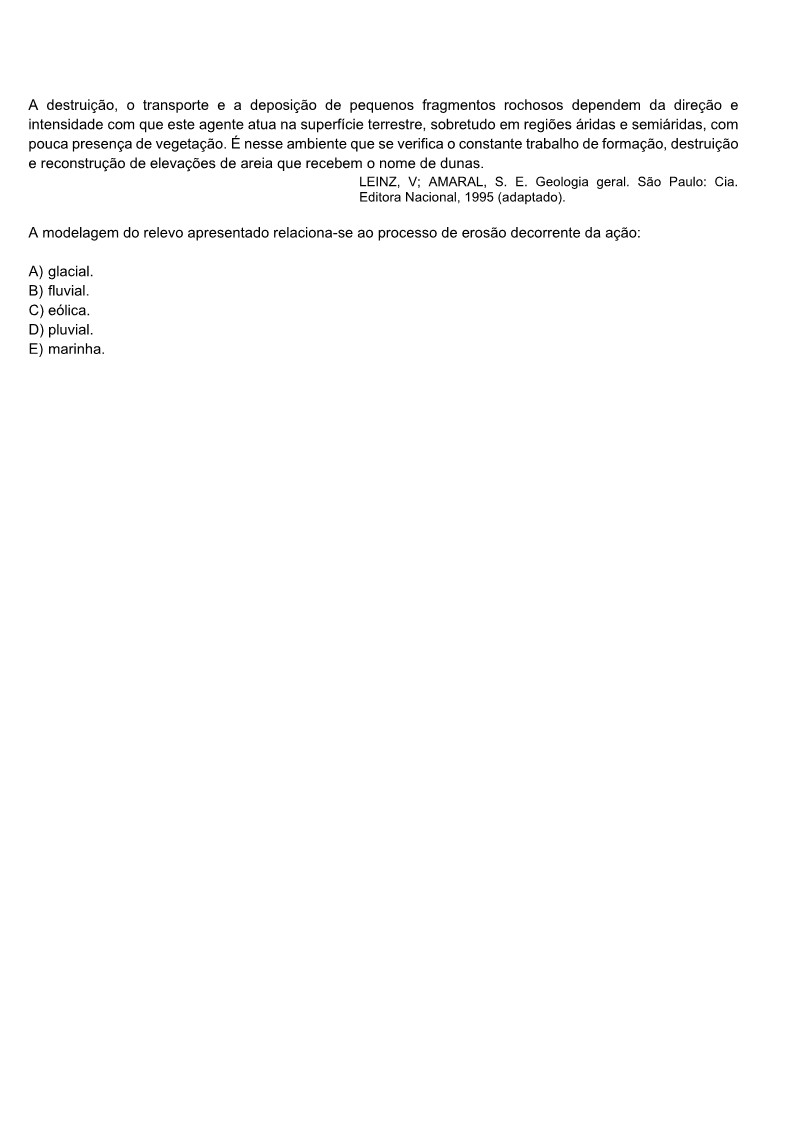 A destruição, o transporte e a deposição de pequenos fragmentos rochosos dependem da direção e
intensidade com que este agente atua na superfície terrestre, sobretudo em regiões áridas e semiáridas, com
pouca presença de vegetação. É nesse ambiente que se verifica o constante trabalho de formação, destruição
e reconstrução de elevações de areia que recebem o nome de dunas.
LEINZ, V; AMARAL, S. E. Geologia geral. São Paulo: Cia.
Editora Nacional, 1995 (adaptado).
A modelagem do relevo apresentado relaciona-se ao processo de erosão decorrente da ação:
A) glacial.
B) fluvial.
C) eólica.
D) pluvial.
E) marinha.